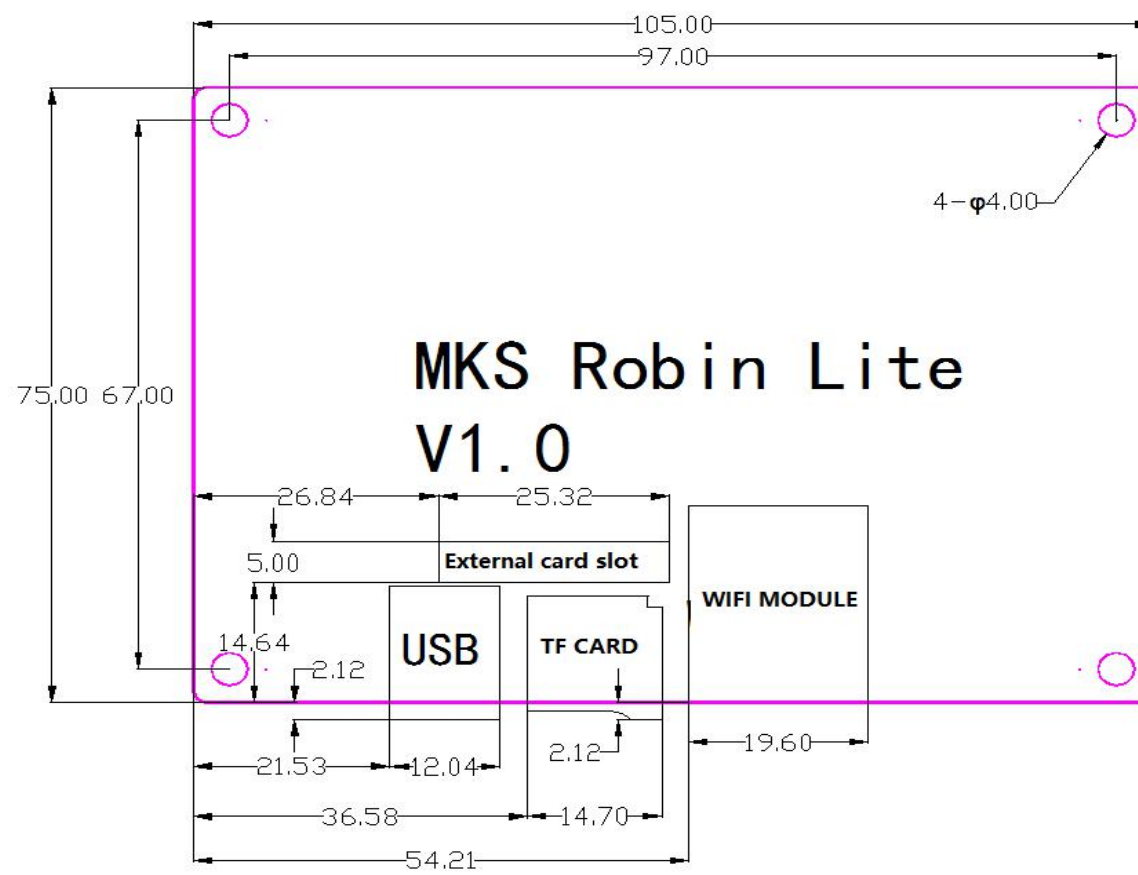 105.00
97.00
4-φ4.00
MKS Robin Lite
75.00 67.00
V1.0
26.84 25.32
5.00 External card slot
WIFI MODULE
14.64 USB TF CARD
2.12
2.12 19.60
21.53 12.04
36.58 14.70
54.21